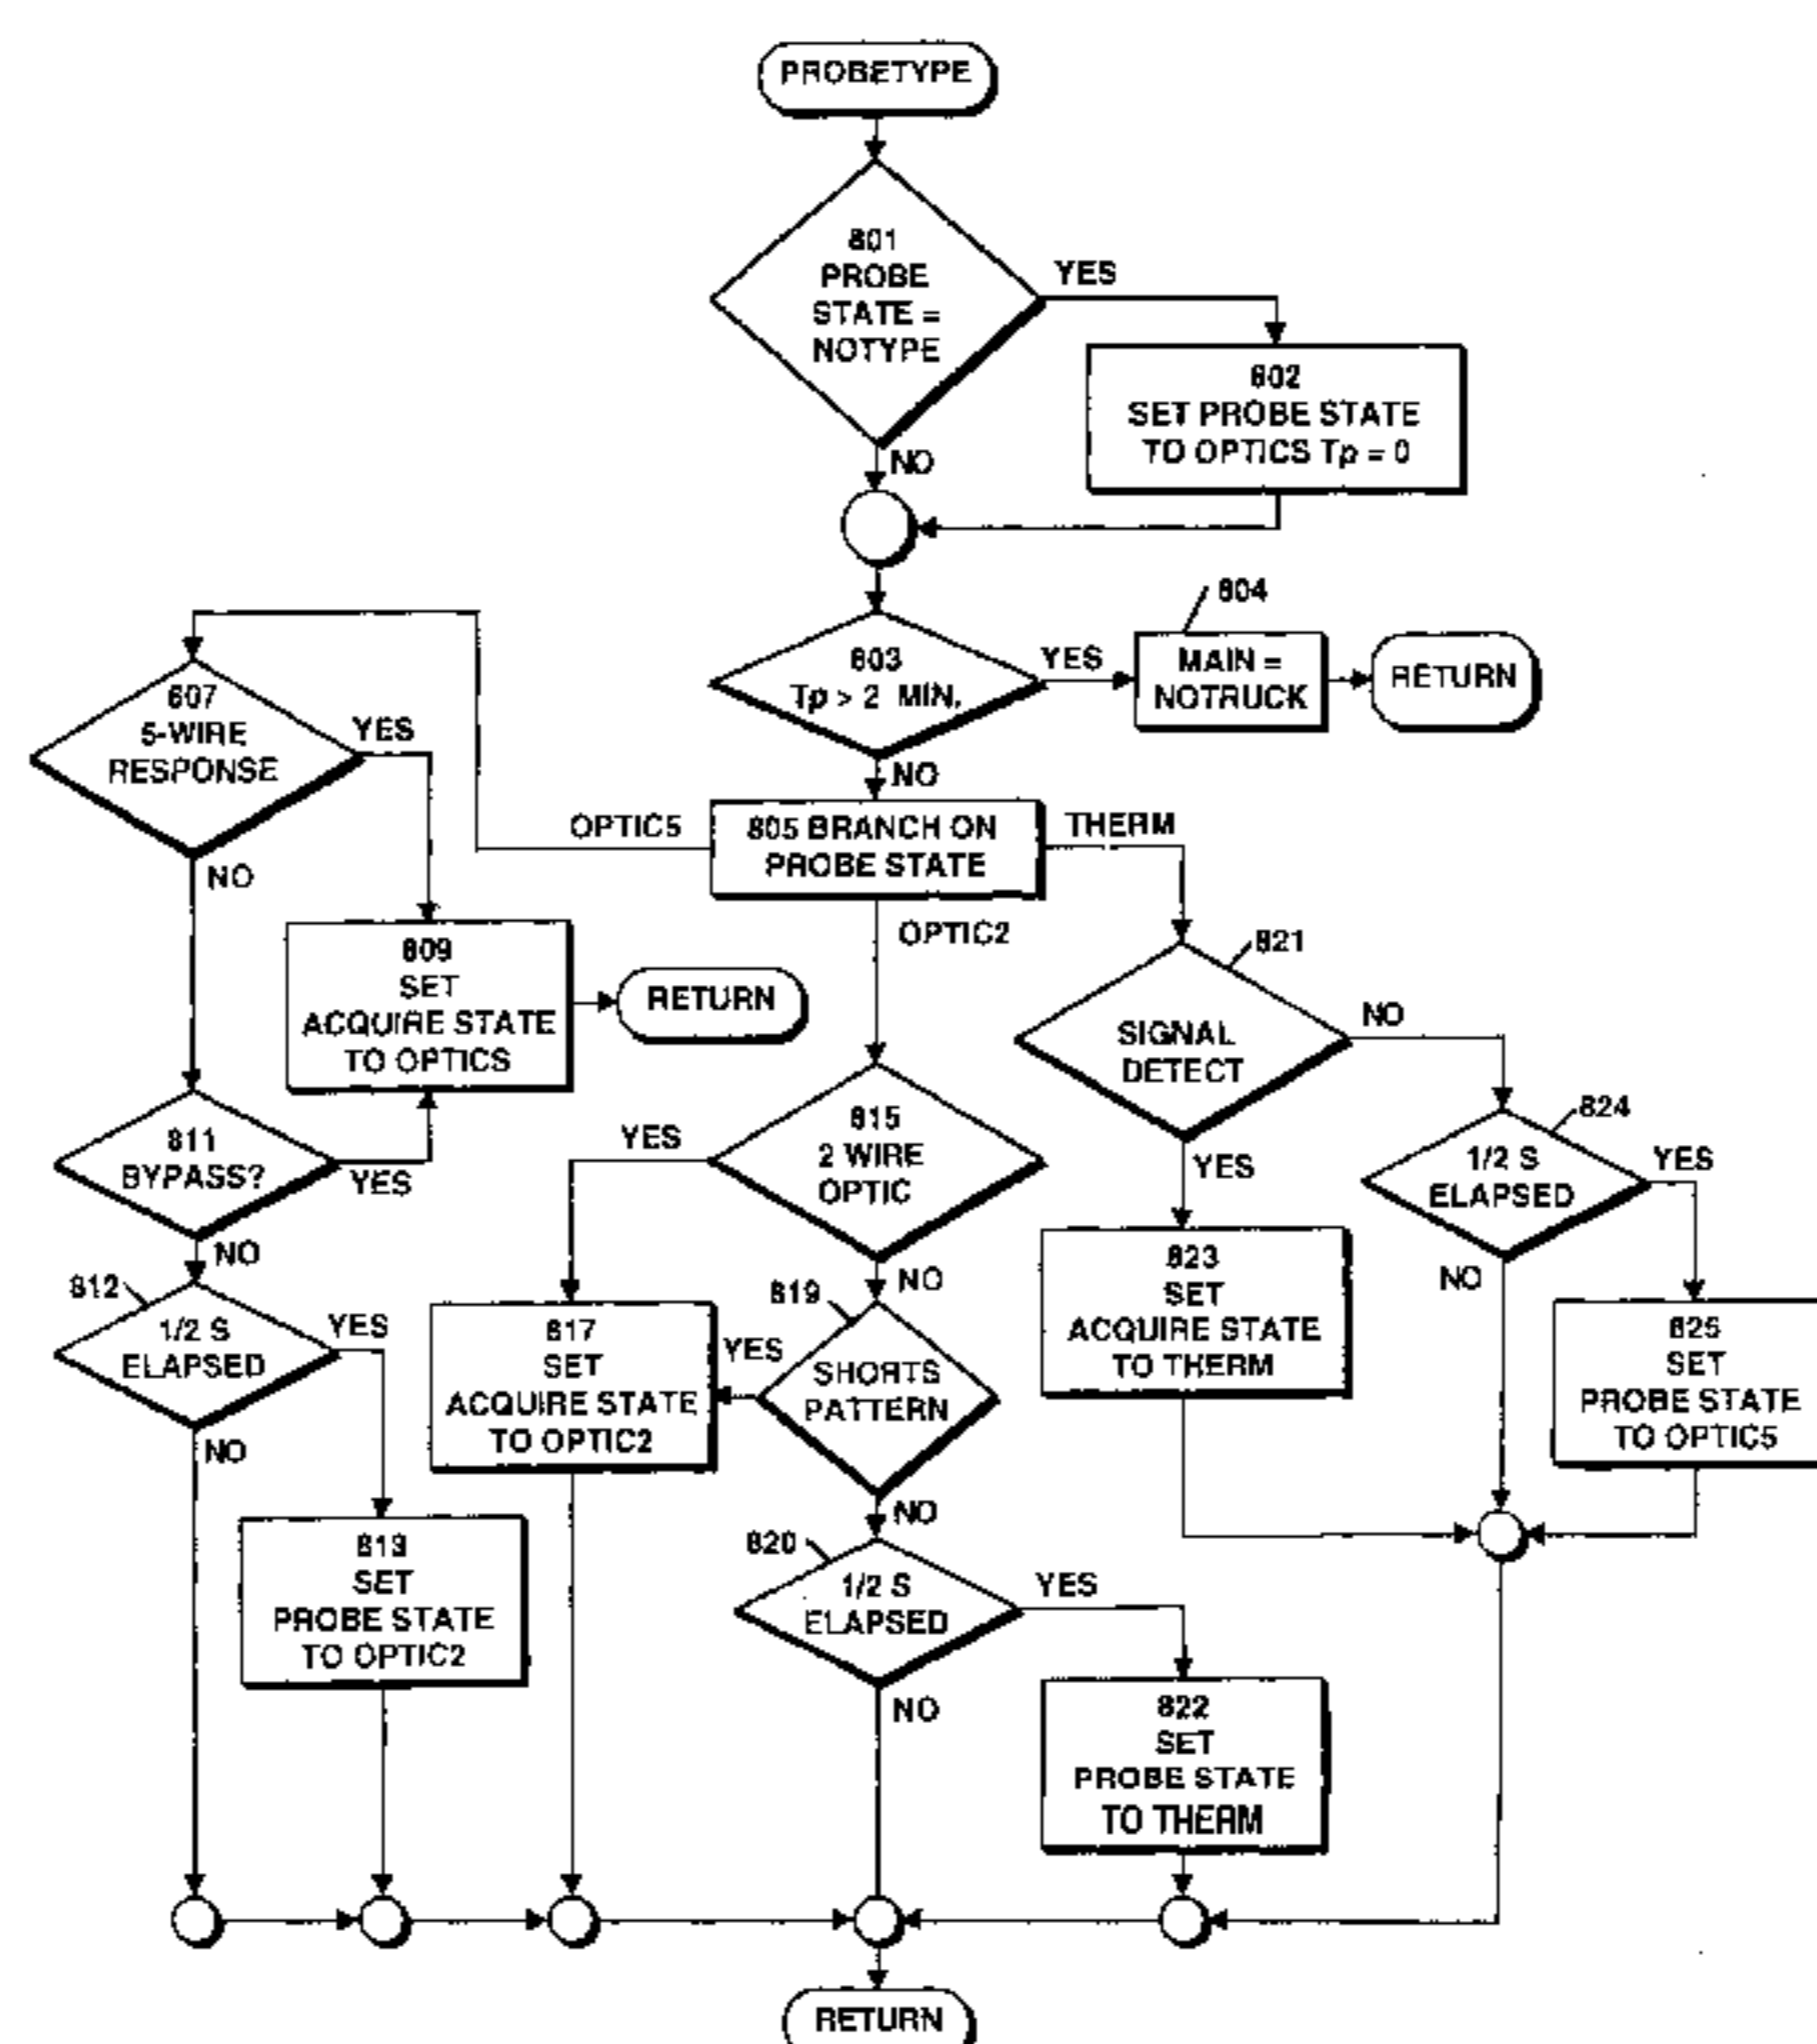 PROBETYPE
801
PROBE
STATE =
NOTYPE
YES
802
SET PROBE STATE
TO OPTICS Tp = 0
NO
804
803
Tp > 2 MIN.
YES
MAIN =
NOTRUCK
RETURN
NO
807
5-WIRE
RESPONSE
YES
NO
OPTIC5
805 BRANCH ON
PROBE STATE
THERM
OPTIC2
809
SET
ACQUIRE STATE
TO OPTICS
RETURN
821
SIGNAL
DETECT
NO
YES
811
BYPASS?
YES
NO
815
2 WIRE
OPTIC
YES
NO
824
1/2 S
ELAPSED
YES
NO
812
1/2 S
ELAPSED
YES
NO
817
SET
ACQUIRE STATE
TO OPTIC2
819
YES
SHORTS
PATTERN
NO
823
SET
ACQUIRE STATE
TO THERM
825
SET
PROBE STATE
TO OPTIC5
813
SET
PROBE STATE
TO OPTIC2
820
1/2 S
ELAPSED
YES
NO
822
SET
PROBE STATE
TO THERM
RETURN